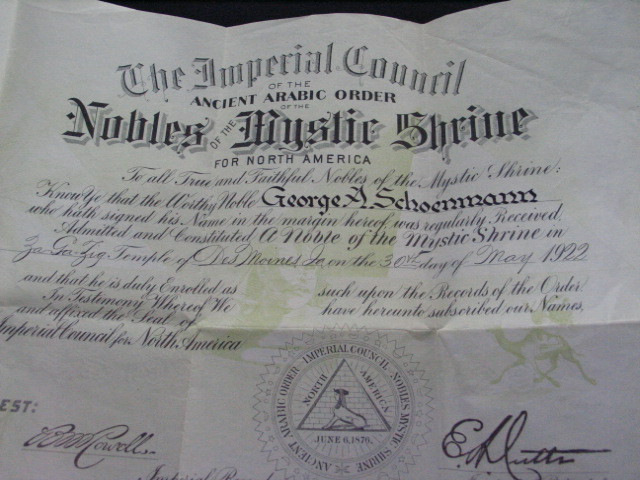 The Imperial Council
OF THE
ANCIENT ARABIC ORDER
OF THE
Nobles OF THE Mystic Shrine
FOR NORTH AMERICA
To all True and Faithful Nobles of the Mystic Shrine:
Know Ye that the Worthy Noble George A. Schoenmann
who hath signed his Name in the margin hereof, was regularly Received,
Admitted and Constituted A Noble of the Mystic Shrine in
Za-Ga-Zig Temple of Des Moines Ia on the 30th day of May 1922
and that he is duly Enrolled as such upon the Records of the Order
In Testimony Whereof We have hereunto subscribed our Names,
and affixed the Seal of
Imperial Council for North America
ANCIENT ARABIC ORDER · IMPERIAL COUNCIL · NOBLES MYSTIC SHRINE
NORTH AMERICA
JUNE 6, 1876.
EST:
Imperial